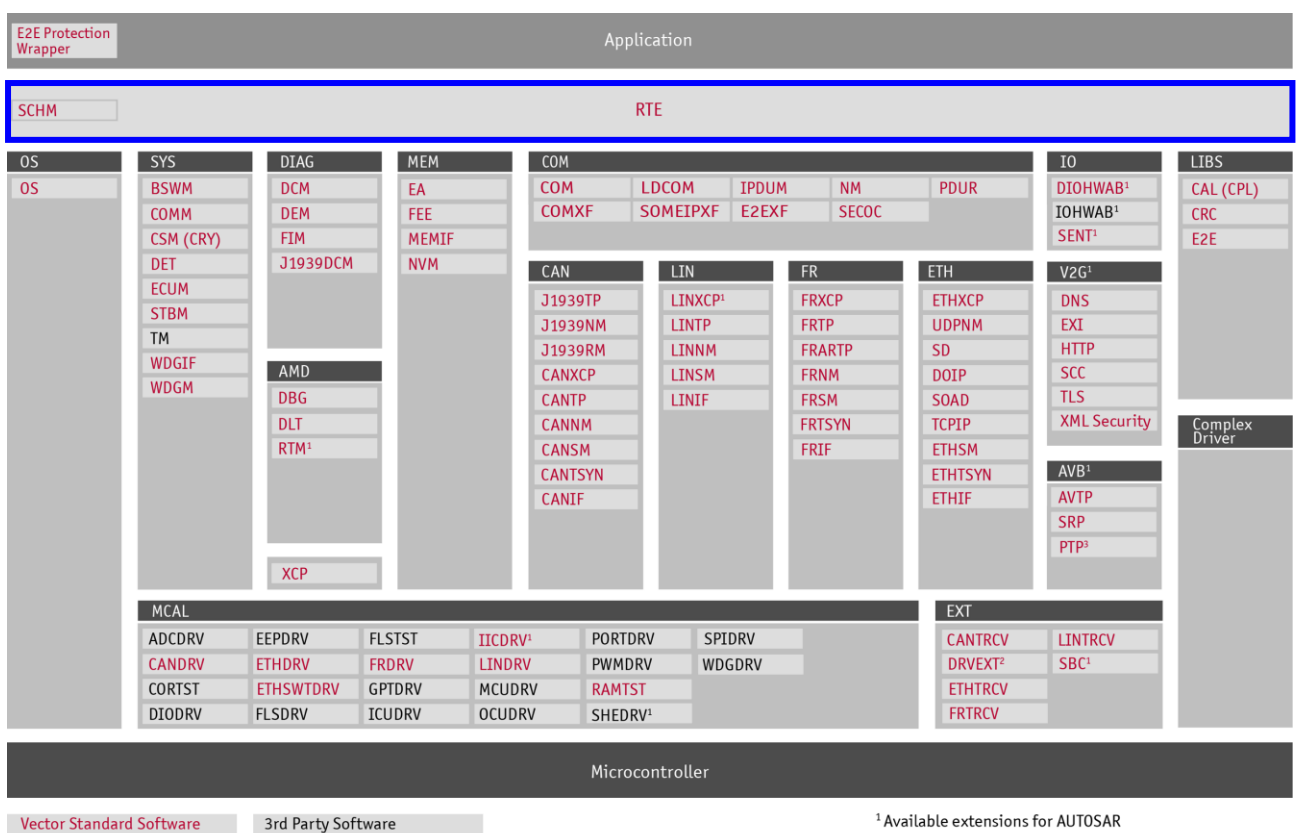 E2E Protection
Wrapper
Application
SCHM
RTE
OS
OS
SYS
BSWM
COMM
CSM (CRY)
DET
ECUM
STBM
TM
WDGIF
WDGM
DIAG
DCM
DEM
FIM
J1939DCM
AMD
DBG
DLT
RTM¹
XCP
MEM
EA
FEE
MEMIF
NVM
COM
COM LDCOM IPDUM NM PDUR
COMXF SOMEIPXF E2EXF SECOC
CAN
J1939TP
J1939NM
J1939RM
CANXCP
CANTP
CANNM
CANSM
CANTSYN
CANIF
LIN
LINXCP¹
LINTP
LINNM
LINSM
LINIF
FR
FRXCP
FRTP
FRARTP
FRNM
FRSM
FRTSYN
FRIF
ETH
ETHXCP
UDPNM
SD
DOIP
SOAD
TCPIP
ETHSM
ETHTSYN
ETHIF
IO
DIOHWAB¹
IOHWAB¹
SENT¹
V2G¹
DNS
EXI
HTTP
SCC
TLS
XML Security
AVB¹
AVTP
SRP
PTP³
LIBS
CAL (CPL)
CRC
E2E
Complex
Driver
MCAL
ADCDRV EEPDRV FLSTST IICDRV¹ PORTDRV SPIDRV
CANDRV ETHDRV FRDRV LINDRV PWMDRV WDGDRV
CORTST ETHSWTDRV GPTDRV MCUDRV RAMTST
DIODRV FLSDRV ICUDRV OCUDRV SHEDRV¹
EXT
CANTRCV LINTRCV
DRVEXT² SBC¹
ETHTRCV
FRTRCV
Microcontroller
Vector Standard Software 3rd Party Software
¹ Available extensions for AUTOSAR